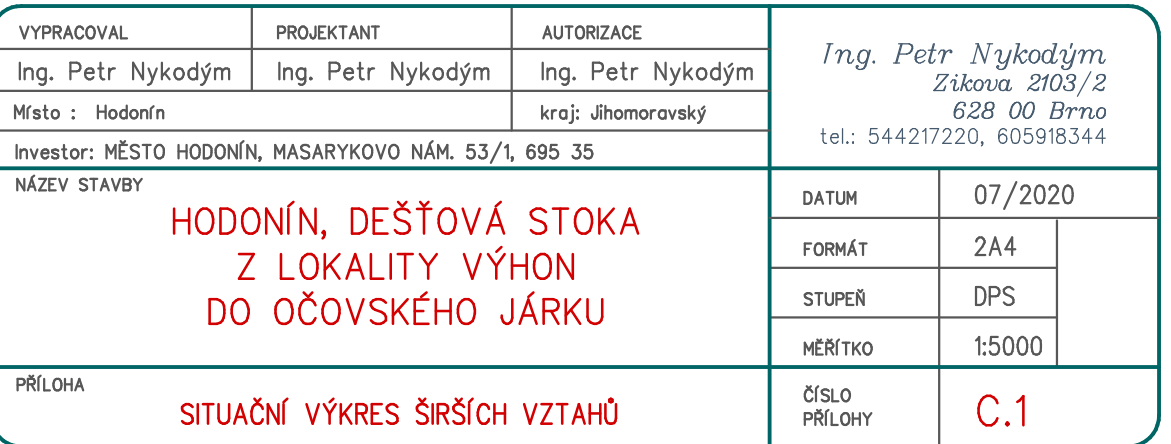 VYPRACOVAL PROJEKTANT AUTORIZACE
Ing. Petr Nykodým Ing. Petr Nykodým Ing. Petr Nykodým
Místo : Hodonín kraj: Jihomoravský
Investor: MĚSTO HODONÍN, MASARYKOVO NÁM. 53/1, 695 35
Ing. Petr Nykodým
Zikova 2103/2
628 00 Brno
tel.: 544217220, 605918344
NÁZEV STAVBY
HODONÍN, DEŠŤOVÁ STOKA
Z LOKALITY VÝHON
DO OČOVSKÉHO JÁRKU
DATUM 07/2020
FORMÁT 2A4
STUPEŇ DPS
MĚŘÍTKO 1:5000
PŘÍLOHA
SITUAČNÍ VÝKRES ŠIRŠÍCH VZTAHŮ
ČÍSLO
PŘÍLOHY
C.1